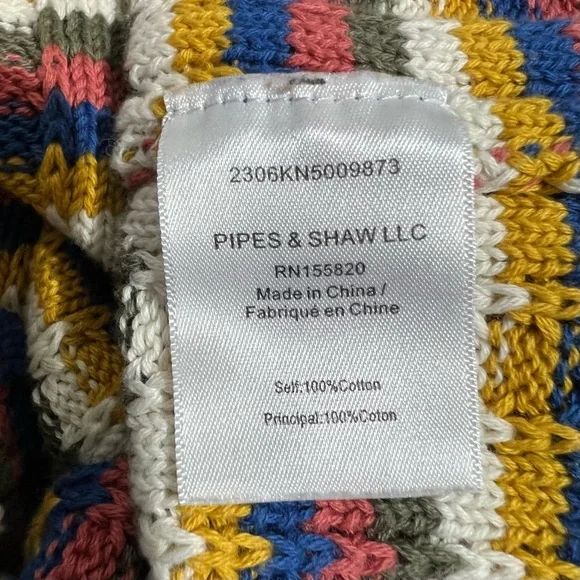 2306KN5009873
PIPES & SHAW LLC
RN155820
Made in China /
Fabriqué en Chine
Self:100%Cotton
Principal:100%Coton